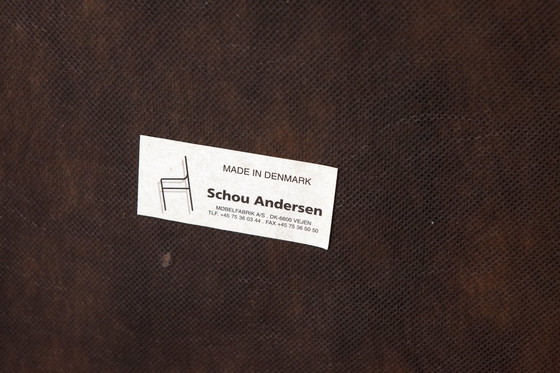 MADE IN DENMARK
Schou Andersen
MØBELFABRIK A/S . DK-6600 VEJEN
TLF. +45 75 36 03 44 . FAX +45 75 36 50 50